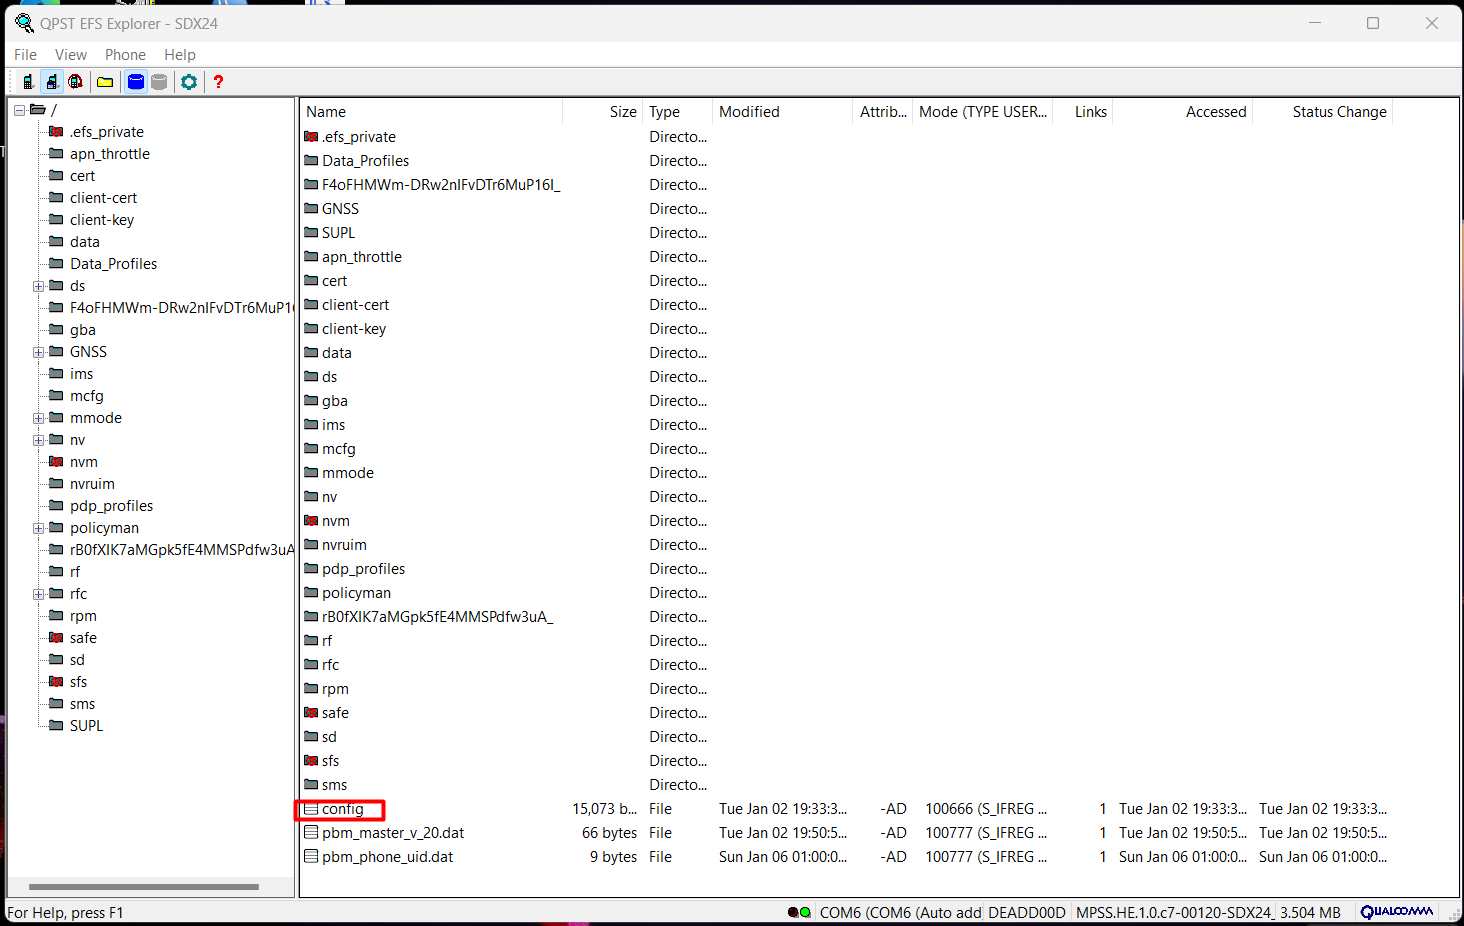 QPST EFS Explorer - SDX24
File View Phone Help
/
.efs_private
apn_throttle
cert
client-cert
client-key
data
Data_Profiles
ds
F4oFHMWm-DRw2nIFvDTr6MuP16
gba
GNSS
ims
mcfg
mmode
nv
nvm
nvruim
pdp_profiles
policyman
rB0fXIK7aMGpk5fE4MMSPdfw3uA
rf
rfc
rpm
safe
sd
sfs
sms
SUPL
Name Size Type Modified Attrib... Mode (TYPE USER... Links Accessed Status Change
.efs_private Directo...
Data_Profiles Directo...
F4oFHMWm-DRw2nIFvDTr6MuP16I_ Directo...
GNSS Directo...
SUPL Directo...
apn_throttle Directo...
cert Directo...
client-cert Directo...
client-key Directo...
data Directo...
ds Directo...
gba Directo...
ims Directo...
mcfg Directo...
mmode Directo...
nv Directo...
nvm Directo...
nvruim Directo...
pdp_profiles Directo...
policyman Directo...
rB0fXIK7aMGpk5fE4MMSPdfw3uA_ Directo...
rf Directo...
rfc Directo...
rpm Directo...
safe Directo...
sd Directo...
sfs Directo...
sms Directo...
config 15,073 b... File Tue Jan 02 19:33:3... -AD 100666 (S_IFREG ... 1 Tue Jan 02 19:33:3... Tue Jan 02 19:33:3...
pbm_master_v_20.dat 66 bytes File Tue Jan 02 19:50:5... -AD 100777 (S_IFREG ... 1 Tue Jan 02 19:50:5... Tue Jan 02 19:50:5...
pbm_phone_uid.dat 9 bytes File Sun Jan 06 01:00:0... -AD 100777 (S_IFREG ... 1 Sun Jan 06 01:00:0... Sun Jan 06 01:00:0...
For Help, press F1 COM6 (COM6 (Auto add DEADD00D MPSS.HE.1.0.c7-00120-SDX24_ 3.504 MB QUALCOMM